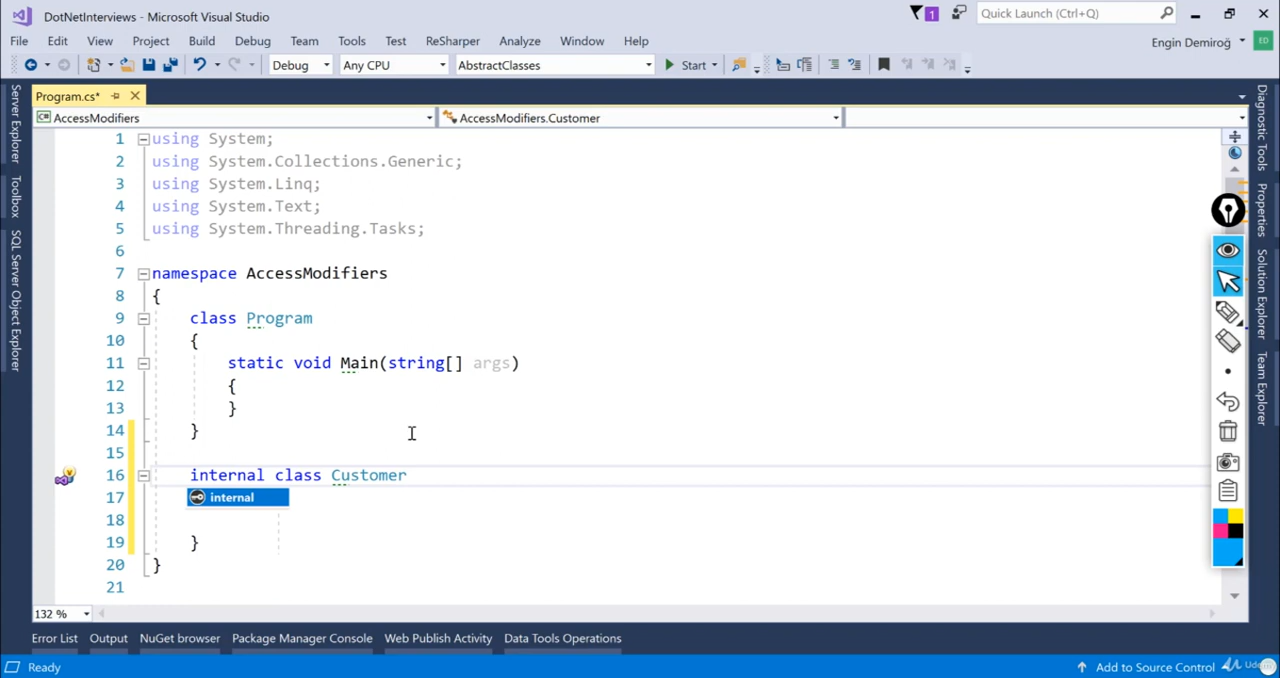 DotNetInterviews - Microsoft Visual Studio
1
Quick Launch (Ctrl+Q)
File Edit View Project Build Debug Team Tools Test ReSharper Analyze Window Help
Engin Demiroğ
ED
Debug Any CPU AbstractClasses Start
Program.cs*
AccessModifiers AccessModifiers.Customer
Server Explorer
Toolbox
SQL Server Object Explorer
1 using System;
2 using System.Collections.Generic;
3 using System.Linq;
4 using System.Text;
5 using System.Threading.Tasks;
6
7 namespace AccessModifiers
8 {
9 class Program
10 {
11 static void Main(string[] args)
12 {
13 }
14 }
15
16 internal class Customer
17 internal
18
19 }
20 }
21
Diagnostic Tools
Properties
Solution Explorer
Team Explorer
132 %
Error List Output NuGet browser Package Manager Console Web Publish Activity Data Tools Operations
Ready
Add to Source Control
Udemy